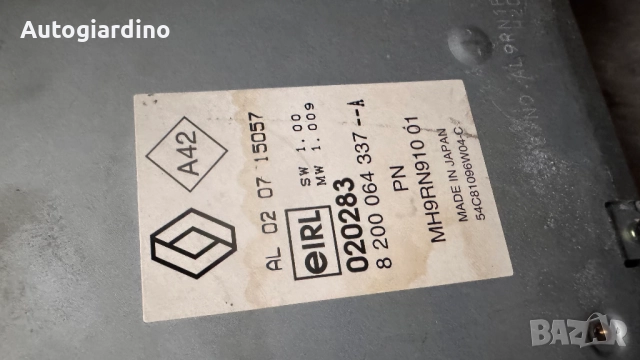 Autogiardino
A42
AL 02 07 15057
SW 1.00
MW 1.009
eIRL
020283
8 200 064 337--A
PN
MH9RN910 01
MADE IN JAPAN
54C81096W04-C
BAZAR